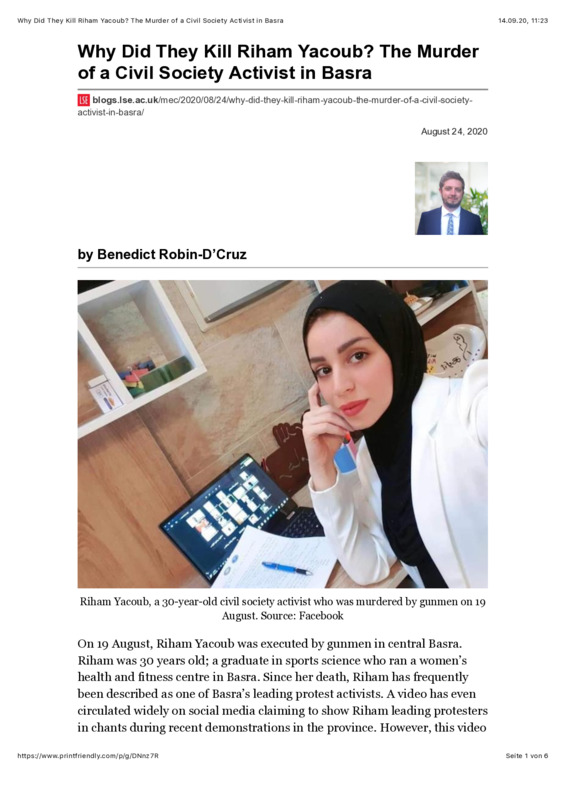 Why Did They Kill Riham Yacoub? The Murder of a Civil Society Activist in Basra
14.09.20, 11:23
Why Did They Kill Riham Yacoub? The Murder
of a Civil Society Activist in Basra
LSE blogs.lse.ac.uk/mec/2020/08/24/why-did-they-kill-riham-yacoub-the-murder-of-a-civil-society-
activist-in-basra/
August 24, 2020
by Benedict Robin-D’Cruz
Riham Yacoub, a 30-year-old civil society activist who was murdered by gunmen on 19
August. Source: Facebook
On 19 August, Riham Yacoub was executed by gunmen in central Basra.
Riham was 30 years old; a graduate in sports science who ran a women’s
health and fitness centre in Basra. Since her death, Riham has frequently
been described as one of Basra’s leading protest activists. A video has even
circulated widely on social media claiming to show Riham leading protesters
in chants during recent demonstrations in the province. However, this video
https://www.printfriendly.com/p/g/DNnz7R
Seite 1 von 6